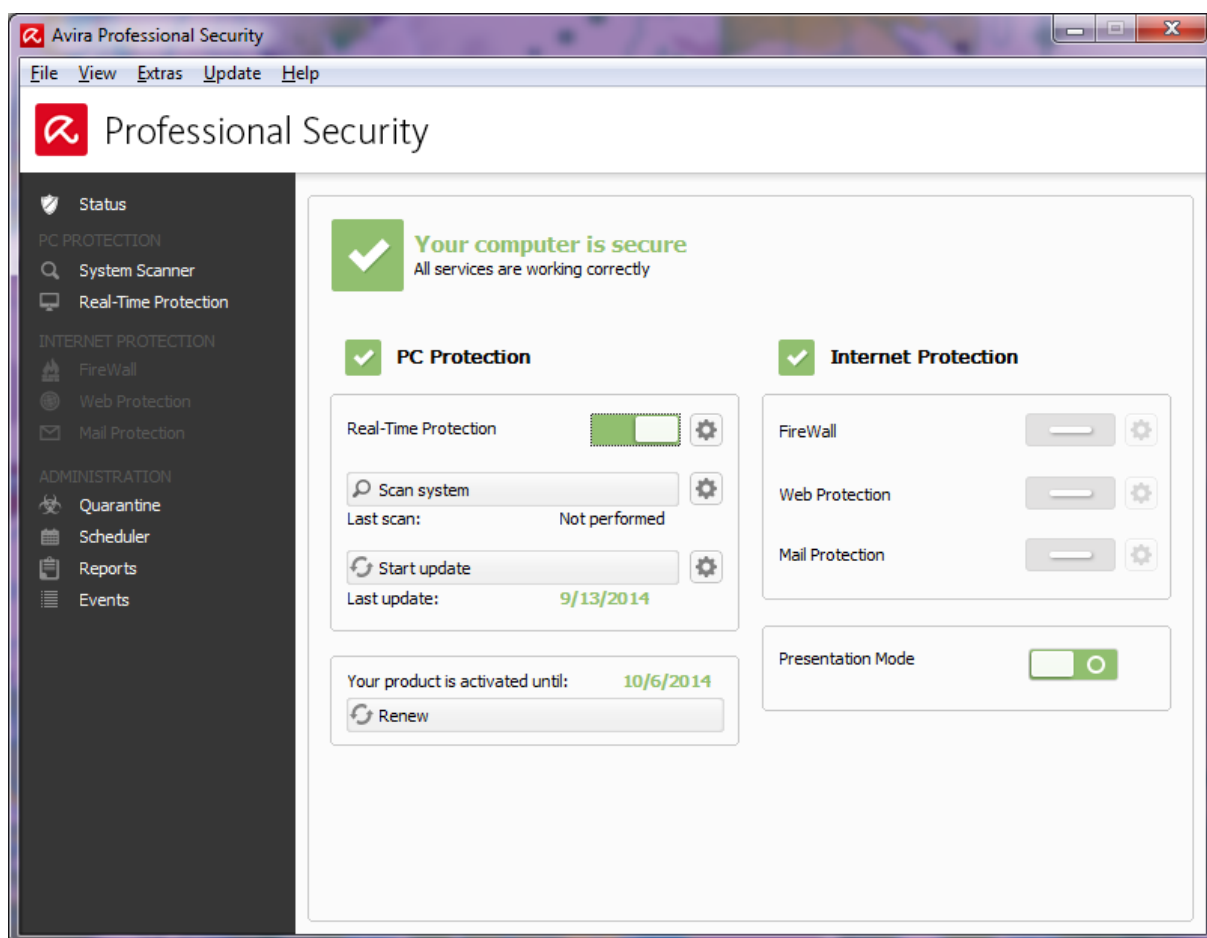 Avira Professional Security
File View Extras Update Help
Professional Security
Status
PC PROTECTION
System Scanner
Real-Time Protection
INTERNET PROTECTION
FireWall
Web Protection
Mail Protection
ADMINISTRATION
Quarantine
Scheduler
Reports
Events
Your computer is secure
All services are working correctly
PC Protection
Real-Time Protection
Scan system
Last scan: Not performed
Start update
Last update: 9/13/2014
Your product is activated until: 10/6/2014
Renew
Internet Protection
FireWall
Web Protection
Mail Protection
Presentation Mode